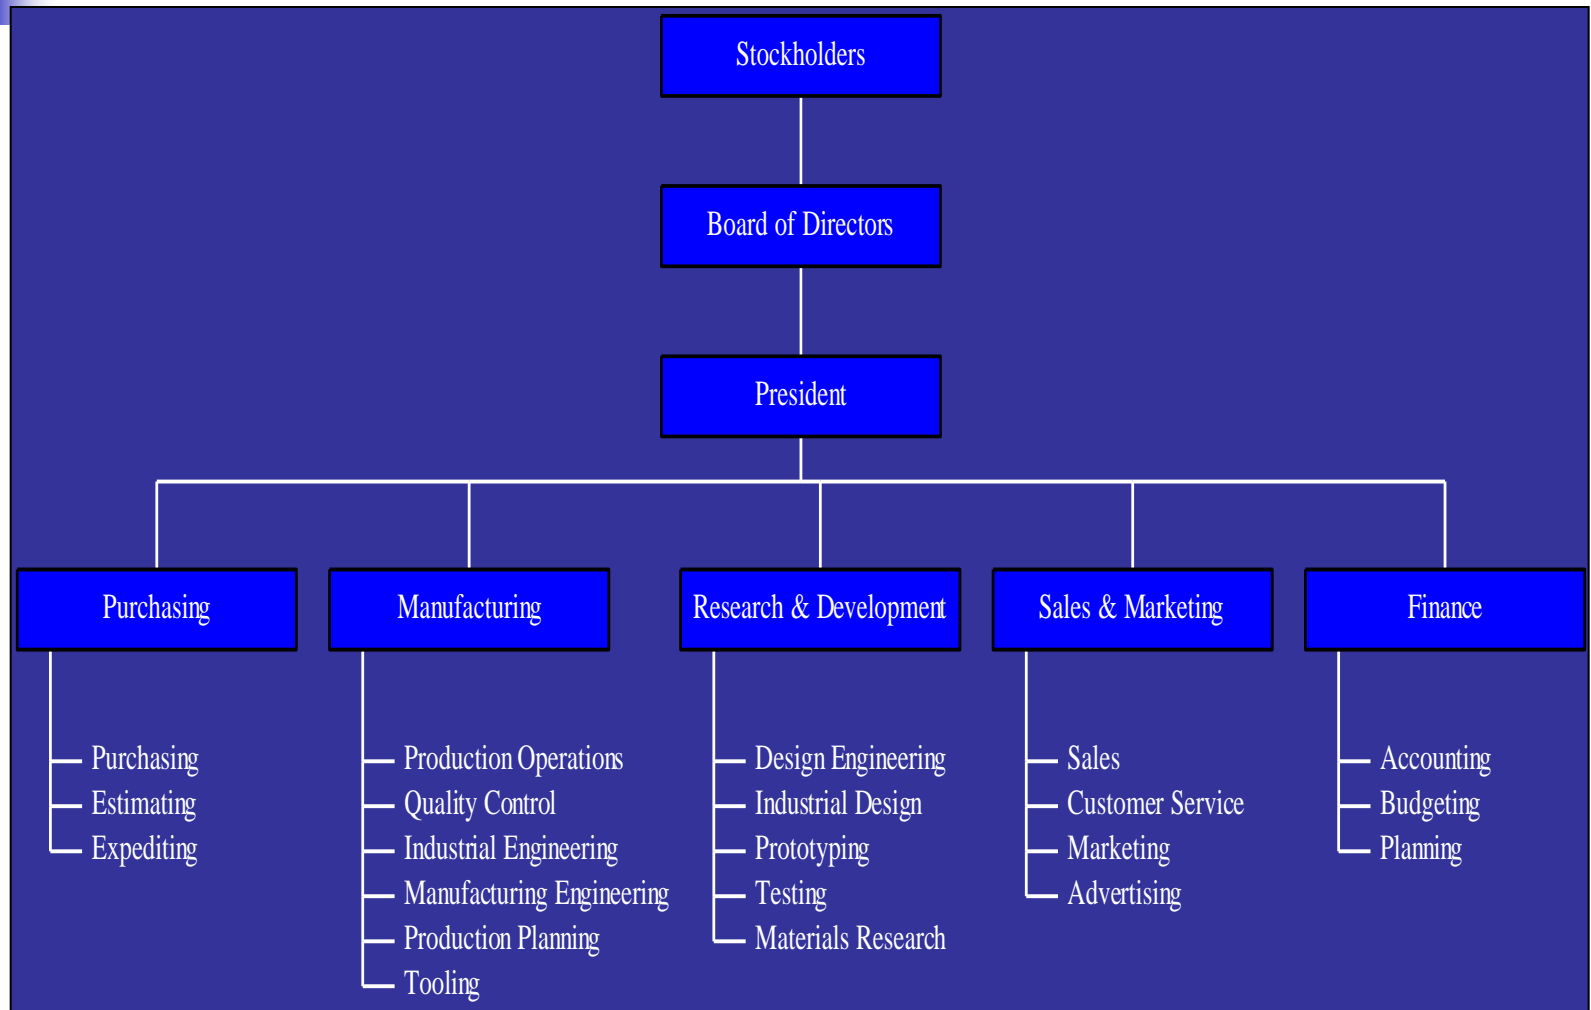 Stockholders
Board of Directors
President
Purchasing
Manufacturing
Research & Development
Sales & Marketing
Finance
Purchasing
Estimating
Expediting
Production Operations
Quality Control
Industrial Engineering
Manufacturing Engineering
Production Planning
Tooling
Design Engineering
Industrial Design
Prototyping
Testing
Materials Research
Sales
Customer Service
Marketing
Advertising
Accounting
Budgeting
Planning